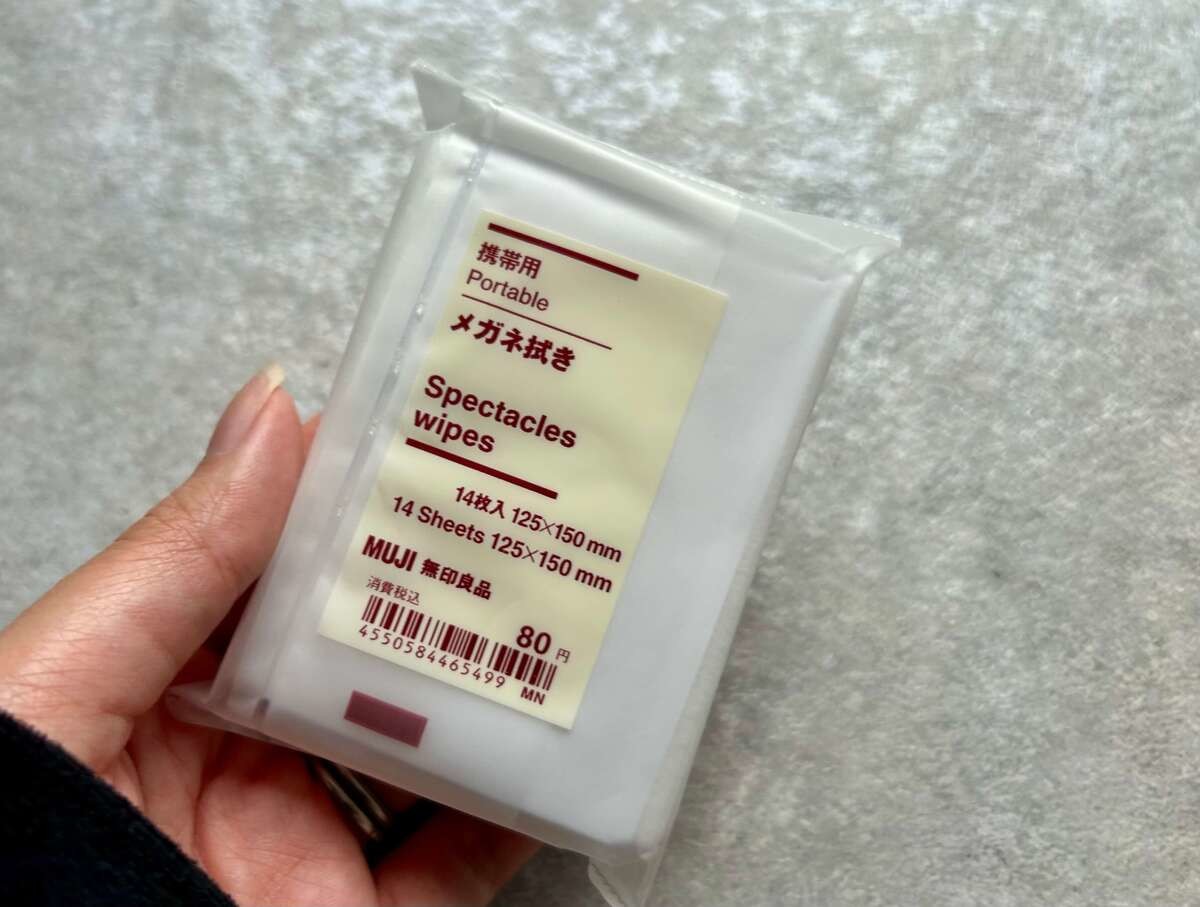 携帯用
Portable
メガネ拭き
Spectacles
wipes
14枚入 125×150 mm
14 Sheets 125×150 mm
MUJI 無印良品
消費税込
80円
4550584465499 MN